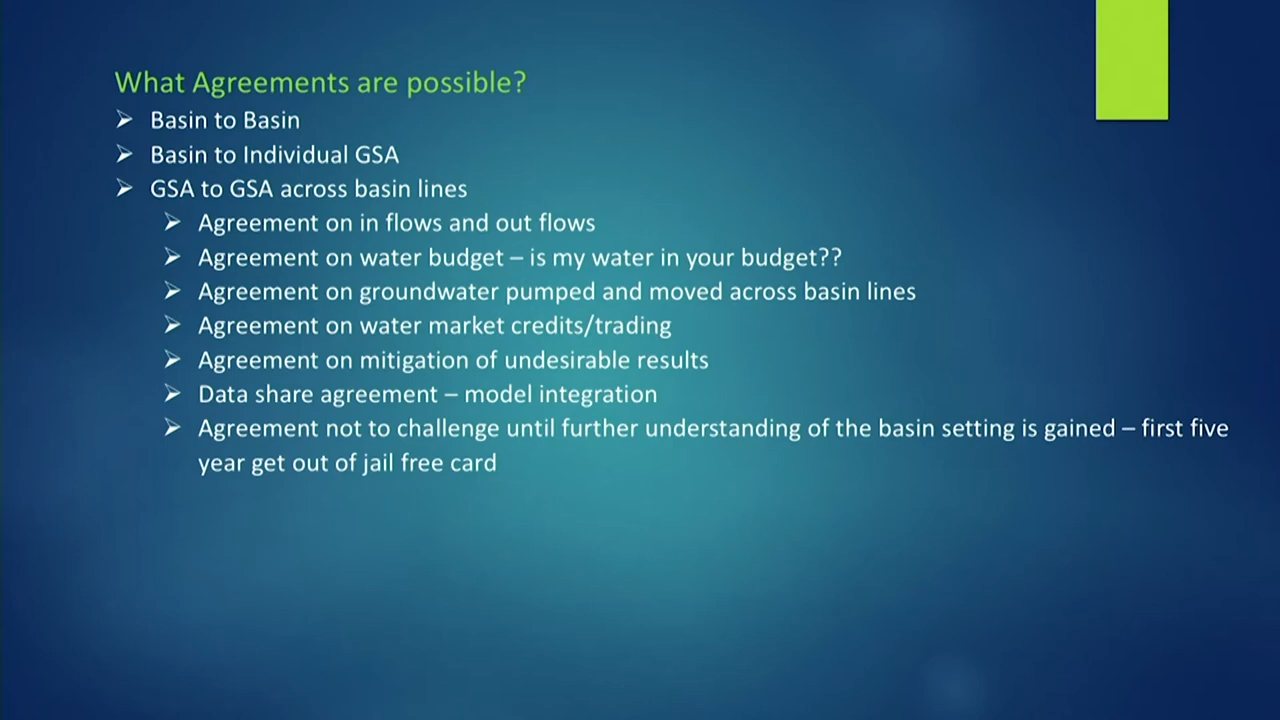 What Agreements are possible?
Basin to Basin
Basin to Individual GSA
GSA to GSA across basin lines
Agreement on in flows and out flows
Agreement on water budget – is my water in your budget??
Agreement on groundwater pumped and moved across basin lines
Agreement on water market credits/trading
Agreement on mitigation of undesirable results
Data share agreement – model integration
Agreement not to challenge until further understanding of the basin setting is gained – first five
year get out of jail free card